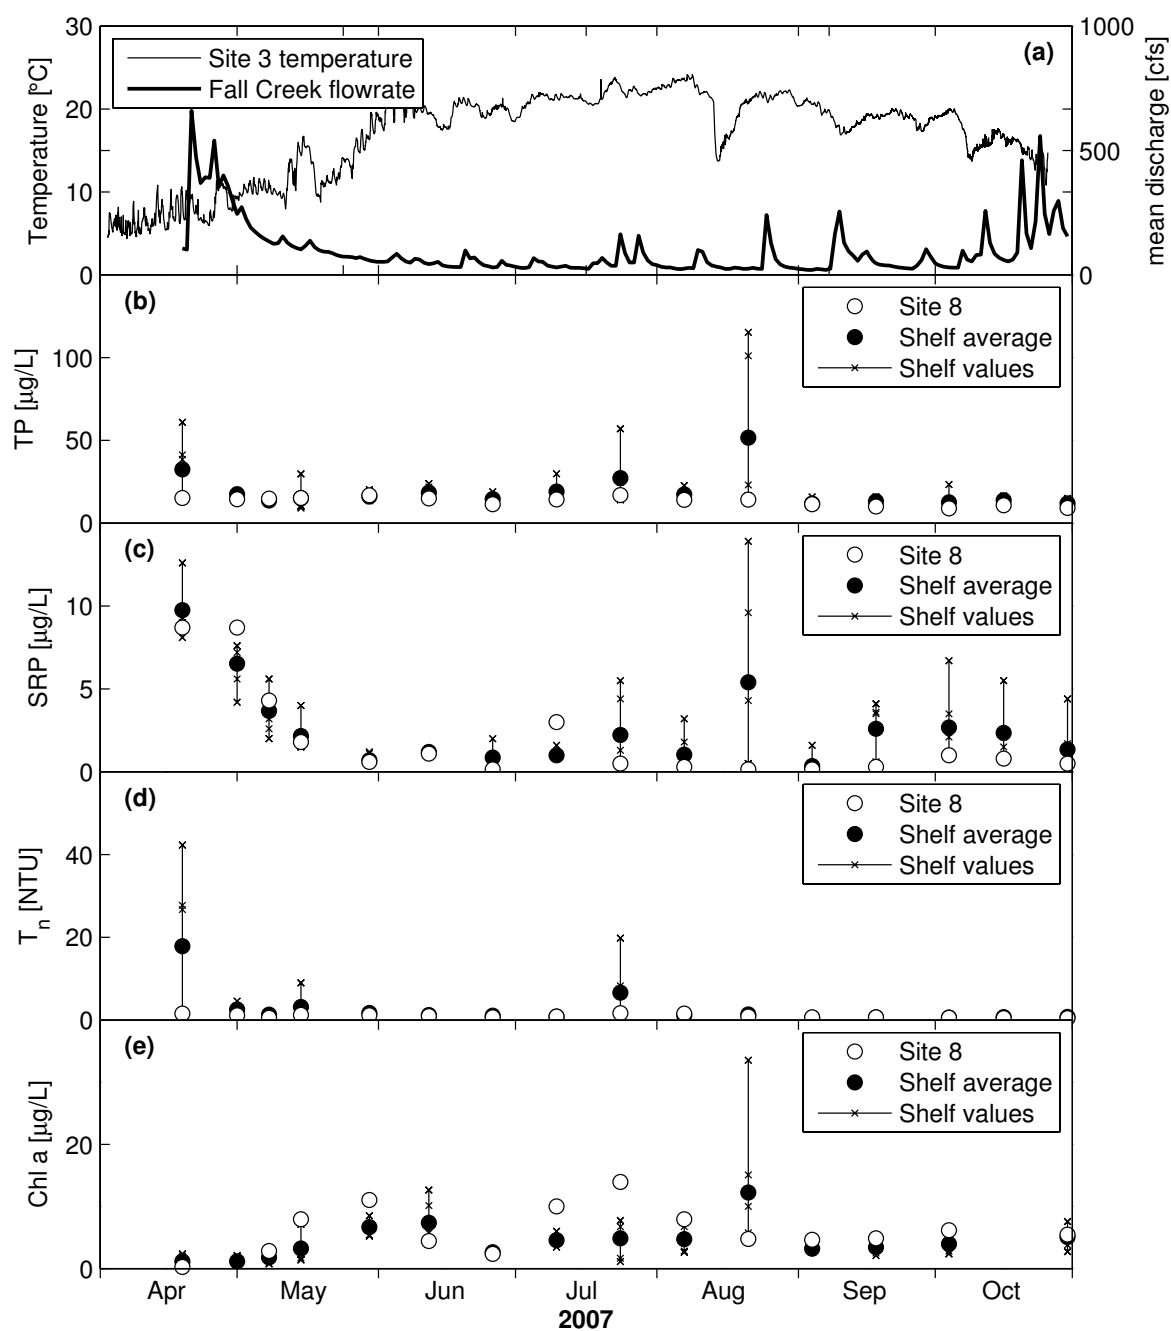 30
20
10
0
Temperature [°C]
Site 3 temperature
Fall Creek flowrate
(a)
1000
500
0
mean discharge [cfs]
(b)
100
50
0
TP [µg/L]
Site 8
Shelf average
Shelf values
(c)
10
5
0
SRP [µg/L]
Site 8
Shelf average
Shelf values
(d)
40
20
0
Tn [NTU]
Site 8
Shelf average
Shelf values
(e)
20
0
Chl a [µg/L]
Site 8
Shelf average
Shelf values
Apr May Jun Jul Aug Sep Oct
2007